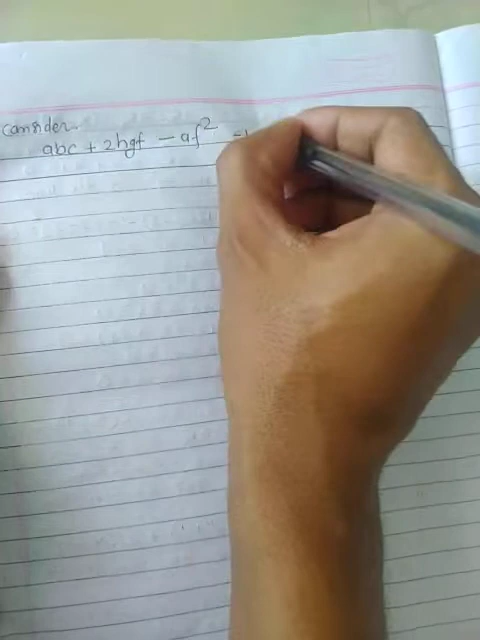 Consider
abc + 2hgf - af² -